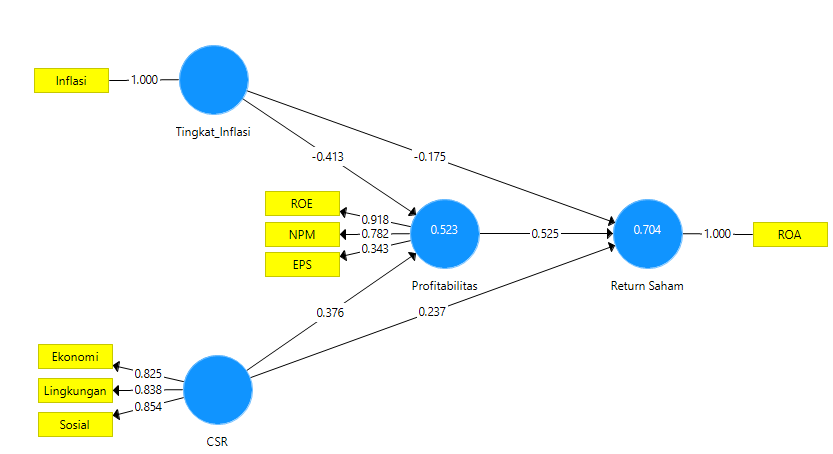 Inflasi
1.000
Tingkat_Inflasi
-0.413
-0.175
ROE
NPM
EPS
0.918
0.782
0.343
0.523
Profitabilitas
0.525
0.704
Return Saham
1.000
ROA
0.376
0.237
Ekonomi
Lingkungan
Sosial
0.825
0.838
0.854
CSR